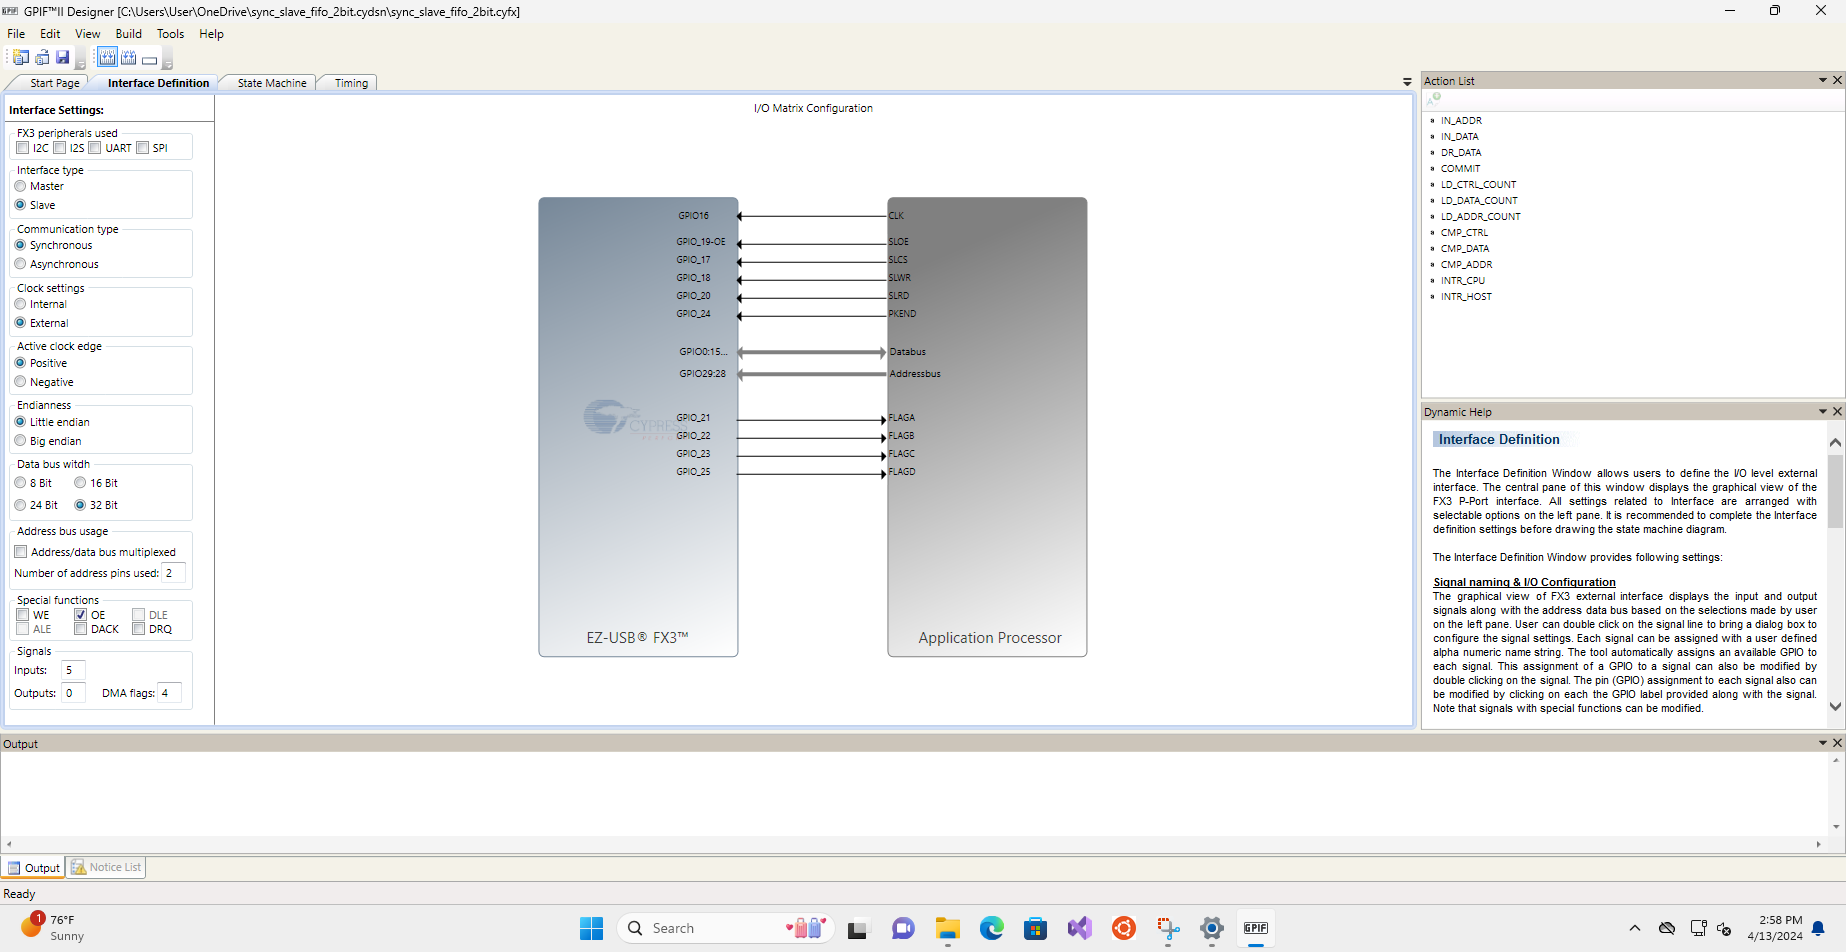 GPIF GPIF™II Designer [C:\Users\User\OneDrive\sync_slave_fifo_2bit.cydsn\sync_slave_fifo_2bit.cyfx]
File Edit View Build Tools Help
Start Page Interface Definition State Machine Timing
Interface Settings:
FX3 peripherals used
I2C I2S UART SPI
Interface type
Master
Slave
Communication type
Synchronous
Asynchronous
Clock settings
Internal
External
Active clock edge
Positive
Negative
Endianness
Little endian
Big endian
Data bus witdh
8 Bit 16 Bit
24 Bit 32 Bit
Address bus usage
Address/data bus multiplexed
Number of address pins used: 2
Special functions
WE OE DLE
ALE DACK DRQ
Signals
Inputs: 5
Outputs: 0 DMA flags: 4
I/O Matrix Configuration
GPIO16 CLK
GPIO_19-OE SLOE
GPIO_17 SLCS
GPIO_18 SLWR
GPIO_20 SLRD
GPIO_24 PKEND
GPIO0:15... Databus
GPIO29:28 Addressbus
CYPRESS
GPIO_21 FLAGA
GPIO_22 FLAGB
GPIO_23 FLAGC
GPIO_25 FLAGD
EZ-USB® FX3™ Application Processor
Action List
IN_ADDR
IN_DATA
DR_DATA
COMMIT
LD_CTRL_COUNT
LD_DATA_COUNT
LD_ADDR_COUNT
CMP_CTRL
CMP_DATA
CMP_ADDR
INTR_CPU
INTR_HOST
Dynamic Help
Interface Definition
The Interface Definition Window allows users to define the I/O level external
interface. The central pane of this window displays the graphical view of the
FX3 P-Port interface. All settings related to Interface are arranged with
selectable options on the left pane. It is recommended to complete the Interface
definition settings before drawing the state machine diagram.
The Interface Definition Window provides following settings:
Signal naming & I/O Configuration
The graphical view of FX3 external interface displays the input and output
signals along with the address data bus based on the selections made by user
on the left pane. User can double click on the signal line to bring a dialog box to
configure the signal settings. Each signal can be assigned with a user defined
alpha numeric name string. The tool automatically assigns an available GPIO to
each signal. This assignment of a GPIO to a signal can also be modified by
double clicking on the signal. The pin (GPIO) assignment to each signal also can
be modified by clicking on each the GPIO label provided along with the signal.
Note that signals with special functions can be modified.
Output
Output Notice List
Ready
1 76°F
Sunny
Search
GPIF
2:58 PM
4/13/2024